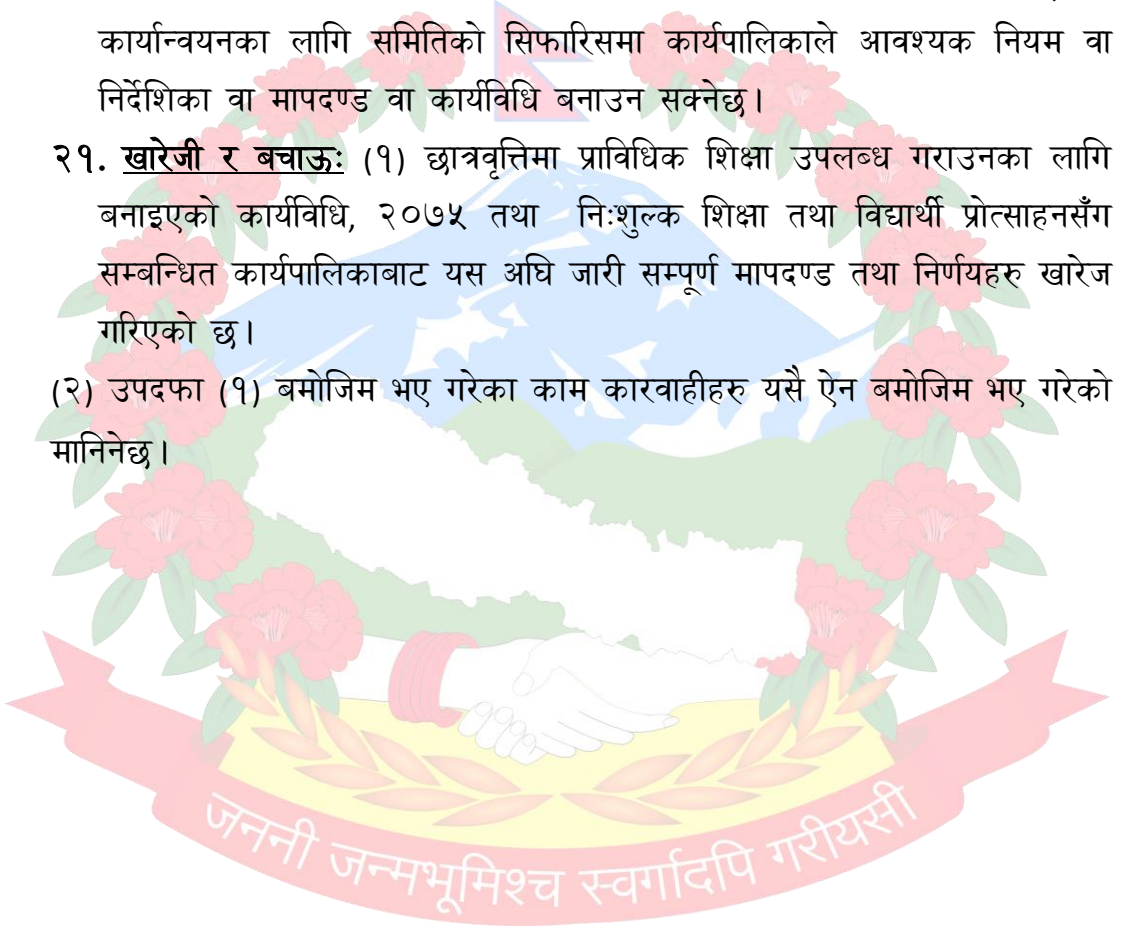 कार्यान्वयनका लागि समितिको सिफारिसमा कार्यपालिकाले आवश्यक नियम वा
निर्देशिका वा मापदण्ड वा कार्यविधि बनाउन सक्नेछ।
२१. खारेजी र बचाऊः (१) छात्रवृत्तिमा प्राविधिक शिक्षा उपलब्ध गराउनका लागि
बनाइएको कार्यविधि, २०७५ तथा निःशुल्क शिक्षा तथा विद्यार्थी प्रोत्साहनसँग
सम्बन्धित कार्यपालिकाबाट यस अघि जारी सम्पूर्ण मापदण्ड तथा निर्णयहरु खारेज
गरिएको छ।
(२) उपदफा (१) बमोजिम भए गरेका काम कारवाहीहरु यसै ऐन बमोजिम भए गरेको
मानिनेछ।
जननी जन्मभूमिश्च स्वर्गादपि गरीयसी